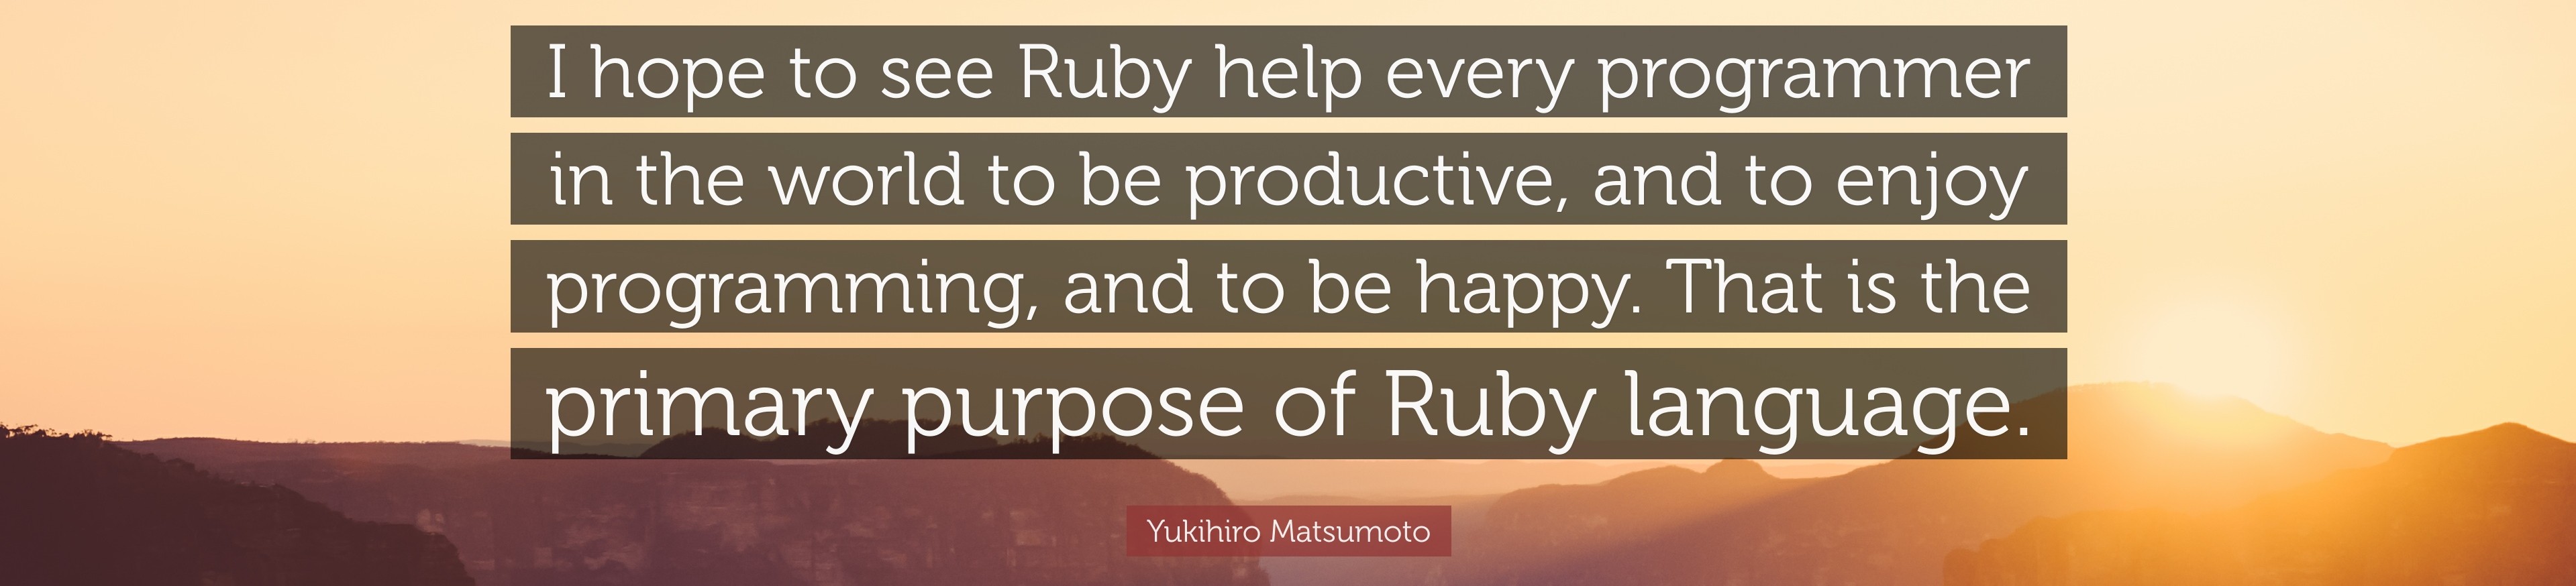 I hope to see Ruby help every programmer
in the world to be productive, and to enjoy
programming, and to be happy. That is the
primary purpose of Ruby language.
Yukihiro Matsumoto